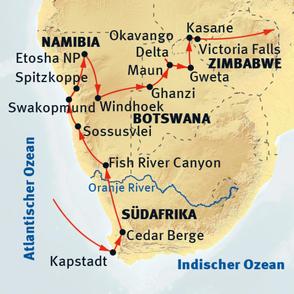 Kasane
Okavango
NAMIBIA
Delta
Victoria Falls
Etosha NP
Maun
ZIMBABWE
Spitzkoppe
Gweta
Ghanzi
Swakopmund
Windhoek
BOTSWANA
Sossusvlei
Fish River Canyon
Oranje River
Atlantischer Ozean
SÜDAFRIKA
Cedar Berge
Kapstadt
Indischer Ozean